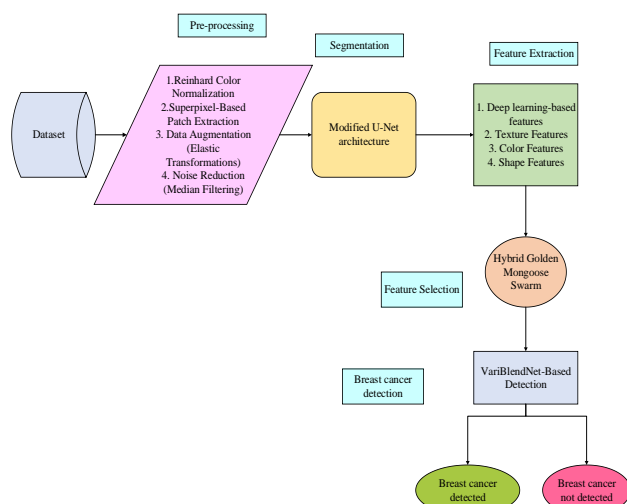 Pre-processing
Segmentation
Feature Extraction
Dataset
1.Reinhard Color
Normalization
2.Superpixel-Based
Patch Extraction
3. Data Augmentation
(Elastic
Transformations)
4. Noise Reduction
(Median Filtering)
Modified U-Net
architecture
1. Deep learning-based
features
2. Texture Features
3. Color Features
4. Shape Features
Hybrid Golden
Mongoose
Swarm
Feature Selection
VariBlendNet-Based
Detection
Breast cancer
detection
Breast cancer
detected
Breast cancer
not detected